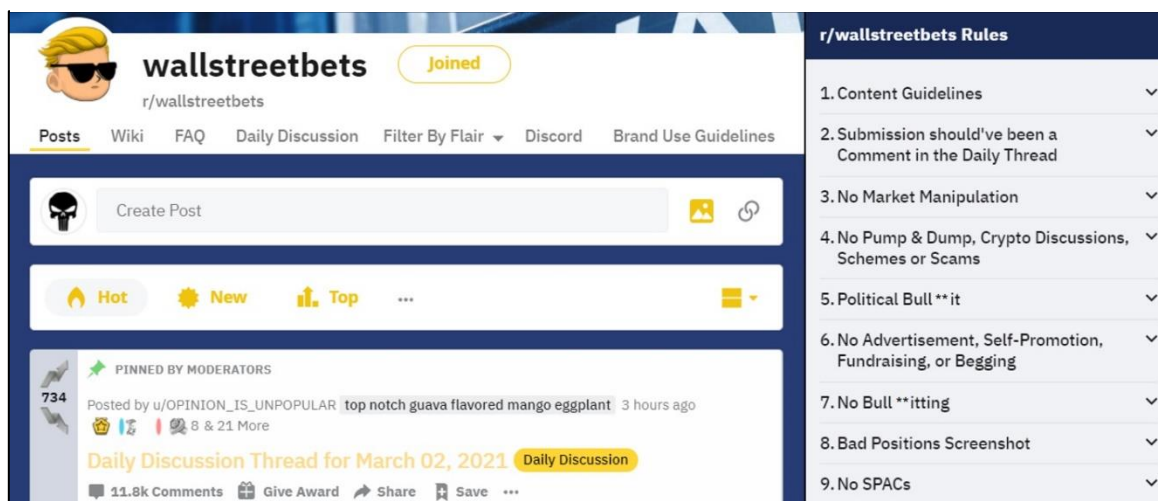 wallstreetbets
Joined
r/wallstreetbets
Posts Wiki FAQ Daily Discussion Filter By Flair Discord Brand Use Guidelines
Create Post
Hot New Top ...
PINNED BY MODERATORS
734
Posted by u/OPINION_IS_UNPOPULAR top notch guava flavored mango eggplant 3 hours ago
8 & 21 More
Daily Discussion Thread for March 02, 2021 Daily Discussion
11.8k Comments Give Award Share Save ...
r/wallstreetbets Rules
1. Content Guidelines
2. Submission should've been a
Comment in the Daily Thread
3. No Market Manipulation
4. No Pump & Dump, Crypto Discussions,
Schemes or Scams
5. Political Bull **it
6. No Advertisement, Self-Promotion,
Fundraising, or Begging
7. No Bull **itting
8. Bad Positions Screenshot
9. No SPACs